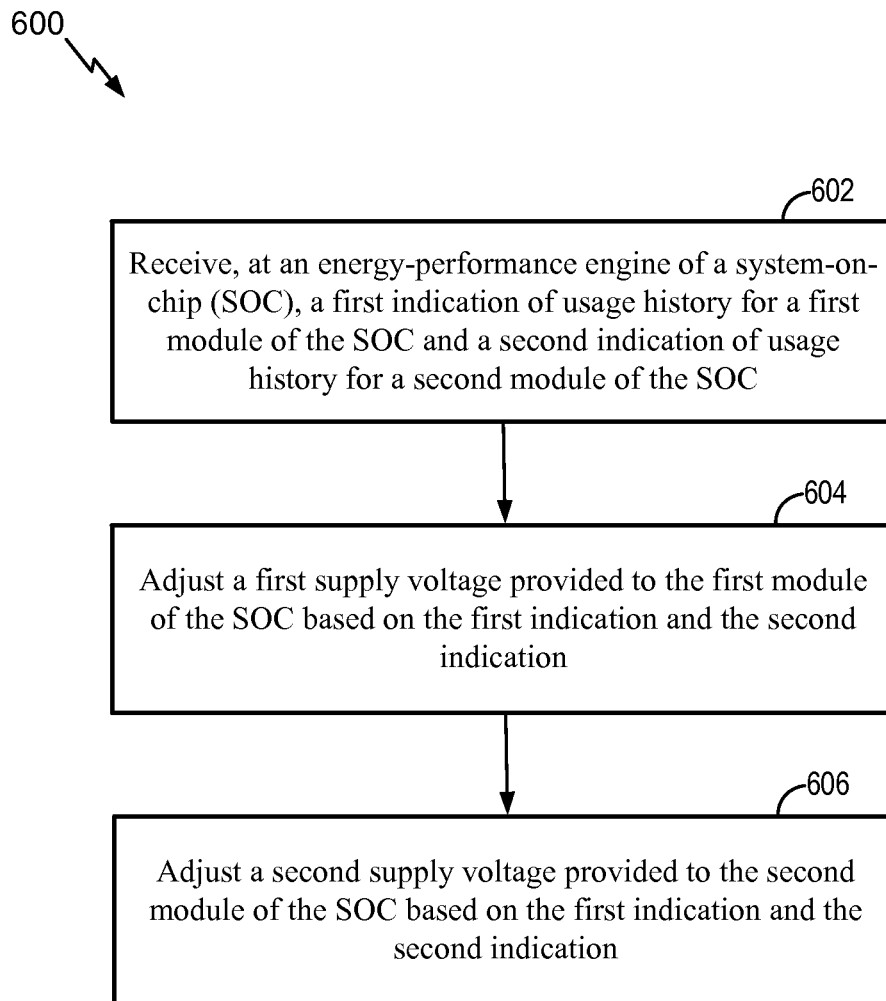 600
602
Receive, at an energy-performance engine of a system-on-
chip (SOC), a first indication of usage history for a first
module of the SOC and a second indication of usage
history for a second module of the SOC
604
Adjust a first supply voltage provided to the first module
of the SOC based on the first indication and the second
indication
606
Adjust a second supply voltage provided to the second
module of the SOC based on the first indication and the
second indication